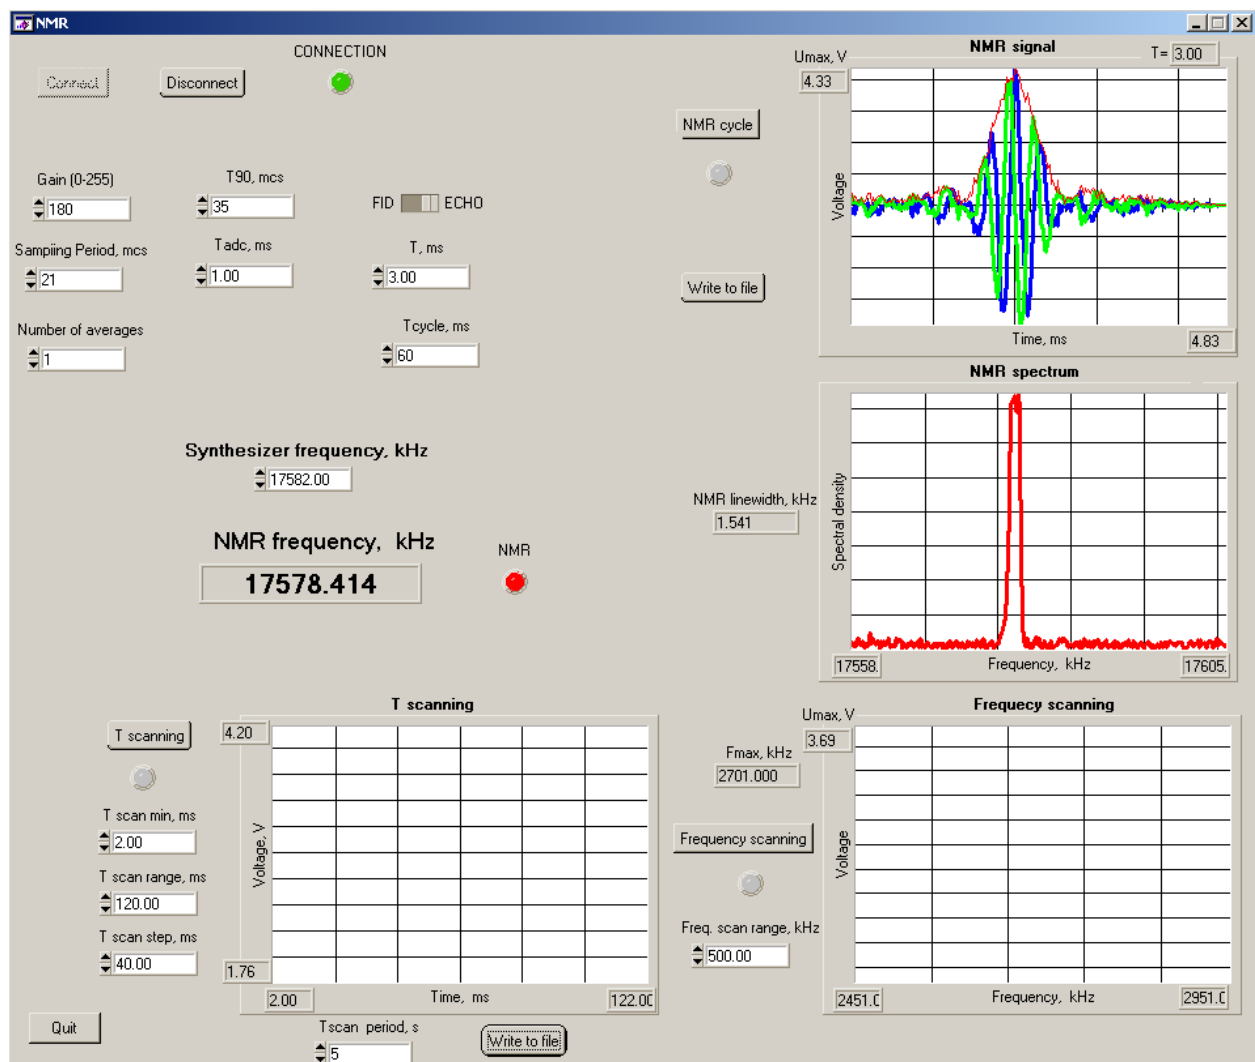 NMR
CONNECTION
Connect
Disconnect
Gain (0-255)
180
T90, mcs
35
FID ECHO
Sampiing Period, mcs
21
Tadc, ms
1.00
T, ms
3.00
Number of averages
1
Tcycle, ms
60
Synthesizer frequency, kHz
17582.00
NMR frequency, kHz
17578.414
NMR
NMR cycle
Write to file
Umax, V
4.33
NMR signal
T= 3.00
Voltage
Time, ms
4.83
NMR spectrum
NMR linewidth, kHz
1.541
Spectral density
17558.
Frequency, kHz
17605.
T scanning
T scanning
4.20
Voltage, V
1.76
2.00
Time, ms
122.00
T scan min, ms
2.00
T scan range, ms
120.00
T scan step, ms
40.00
Quit
Tscan period, s
5
Write to file
Frequecy scanning
Umax, V
3.69
Fmax, kHz
2701.000
Frequency scanning
Voltage
Freq. scan range, kHz
500.00
2451.0
Frequency, kHz
2951.0